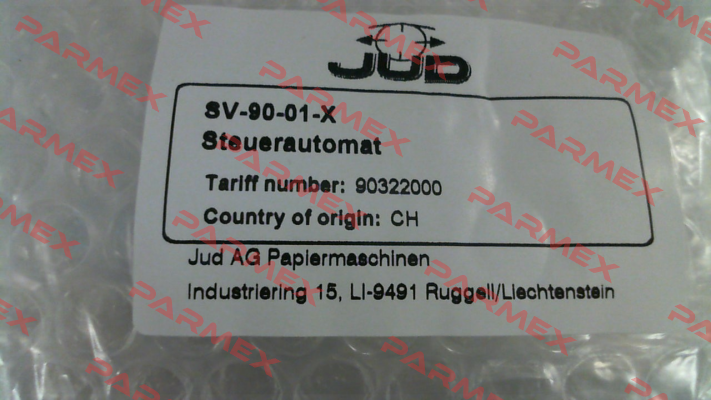 JUD
SV-90-01-X
Steuerautomat
Tariff number: 90322000
Country of origin: CH
Jud AG Papiermaschinen
Industriering 15, LI-9491 Ruggell/Liechtenstein
PARMEX